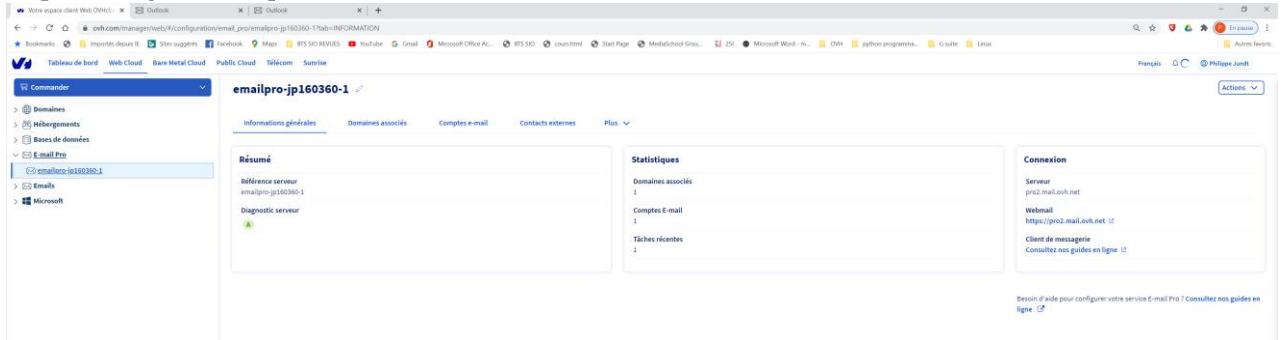 Votre espace client Web OVHcl
Outlook
Outlook
ovh.com/manager/web/#/configuration/email_pro/emailpro-jp160360-1?tab=INFORMATION
En pause
Bookmarks
Importés depuis IE
Sites suggérés
Facebook
Maps
BTS SIO REVUES
YouTube
Gmail
Microsoft Office Ac...
BTS SIO
cours.html
Start Page
MediaSchool Grou...
Microsoft Word - m...
OVH
python programma...
G suite
Linux
Autres favoris
Tableau de bord Web Cloud Bare Metal Cloud Public Cloud Télécom Sunrise
Français
Philippe Jundt
Commander
Domaines
Hébergements
Bases de données
E-mail Pro
emailpro-jp160360-1
Emails
Microsoft
emailpro-jp160360-1
Actions
Informations générales Domaines associés Comptes e-mail Contacts externes Plus
Résumé
Référence serveur
emailpro-jp160360-1
Diagnostic serveur
A
Statistiques
Domaines associés
1
Comptes E-mail
1
Tâches récentes
1
Connexion
Serveur
pro2.mail.ovh.net
Webmail
https://pro2.mail.ovh.net
Client de messagerie
Consultez nos guides en ligne
Besoin d'aide pour configurer votre service E-mail Pro ? Consultez nos guides en
ligne